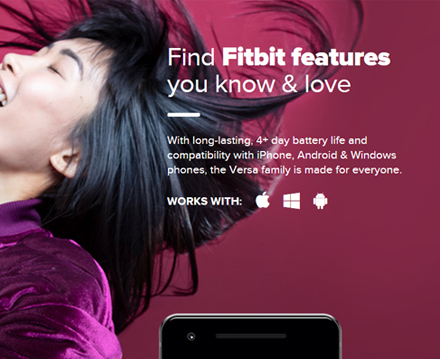 Find Fitbit features
you know & love
With long-lasting, 4+ day battery life and
compatibility with iPhone, Android & Windows
phones, the Versa family is made for everyone.
WORKS WITH: